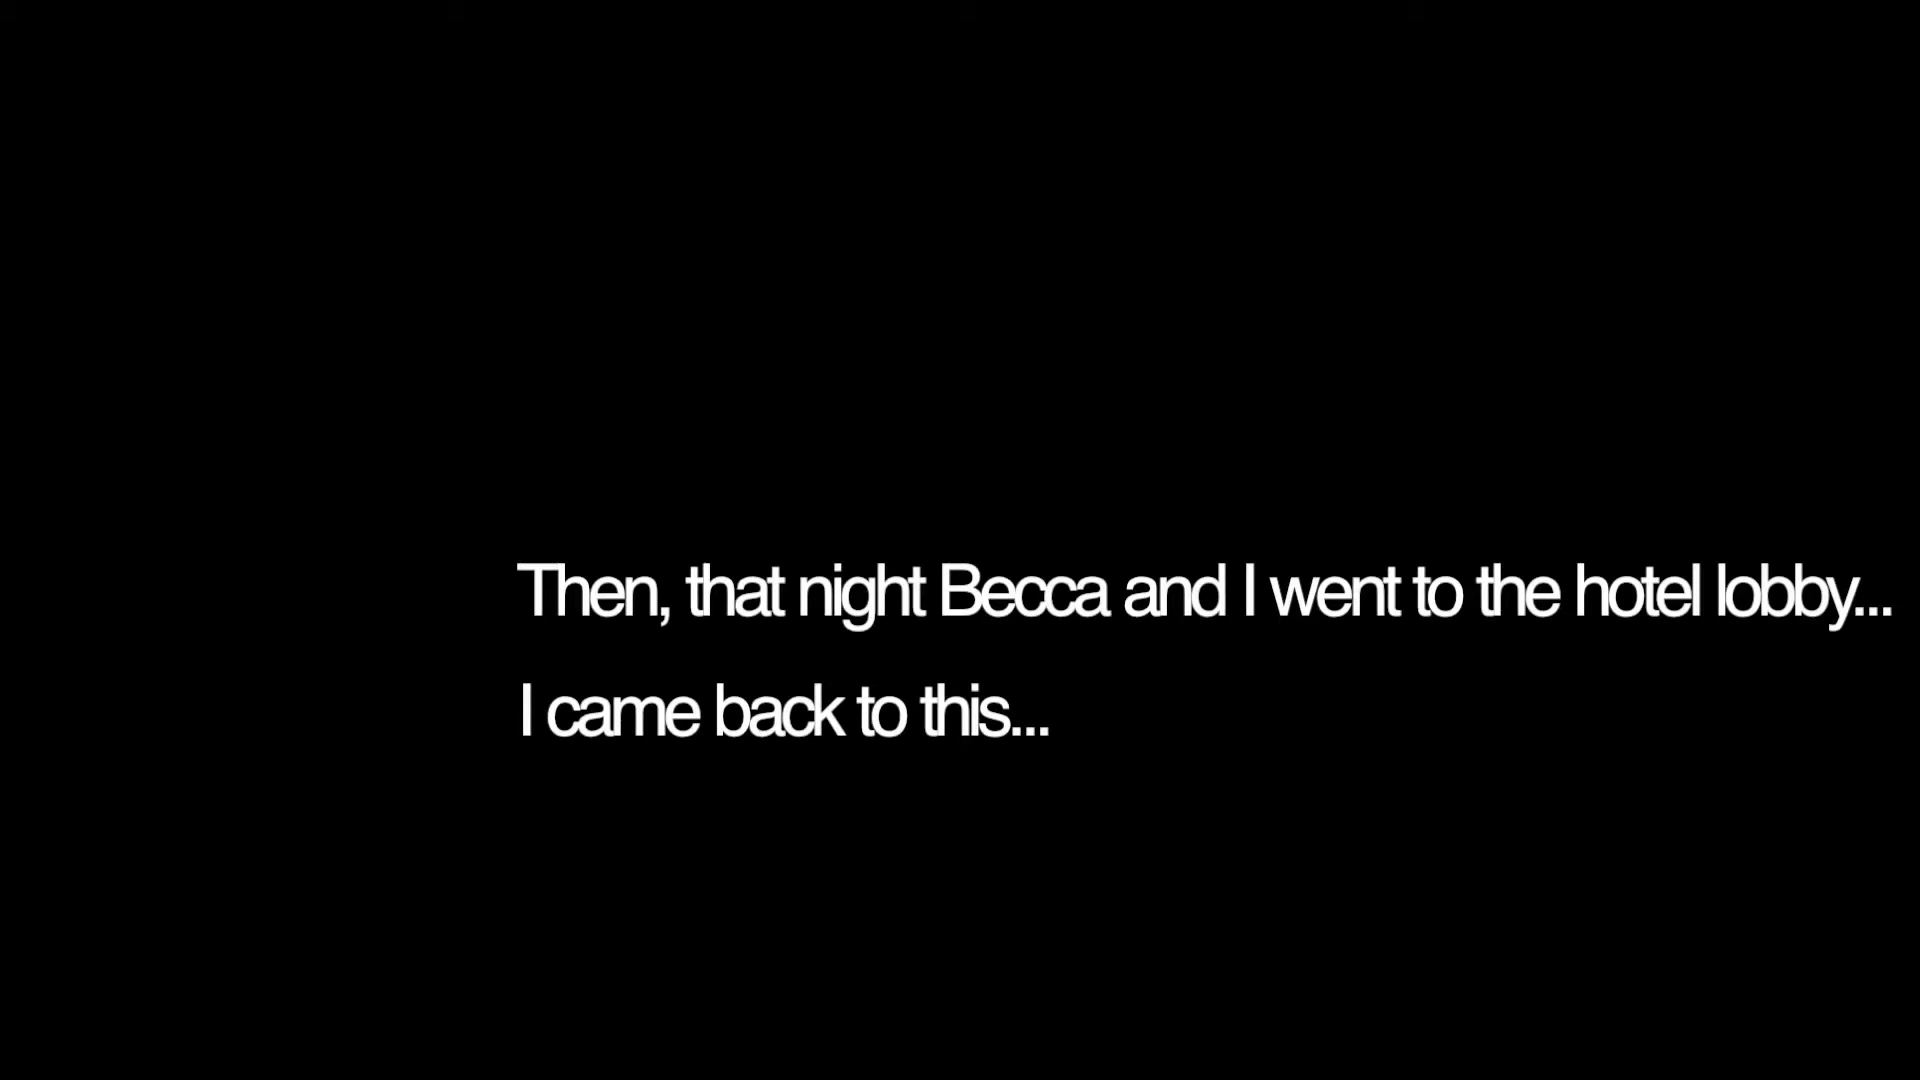 Then, that night Becca and I went to the hotel lobby...
I came back to this...